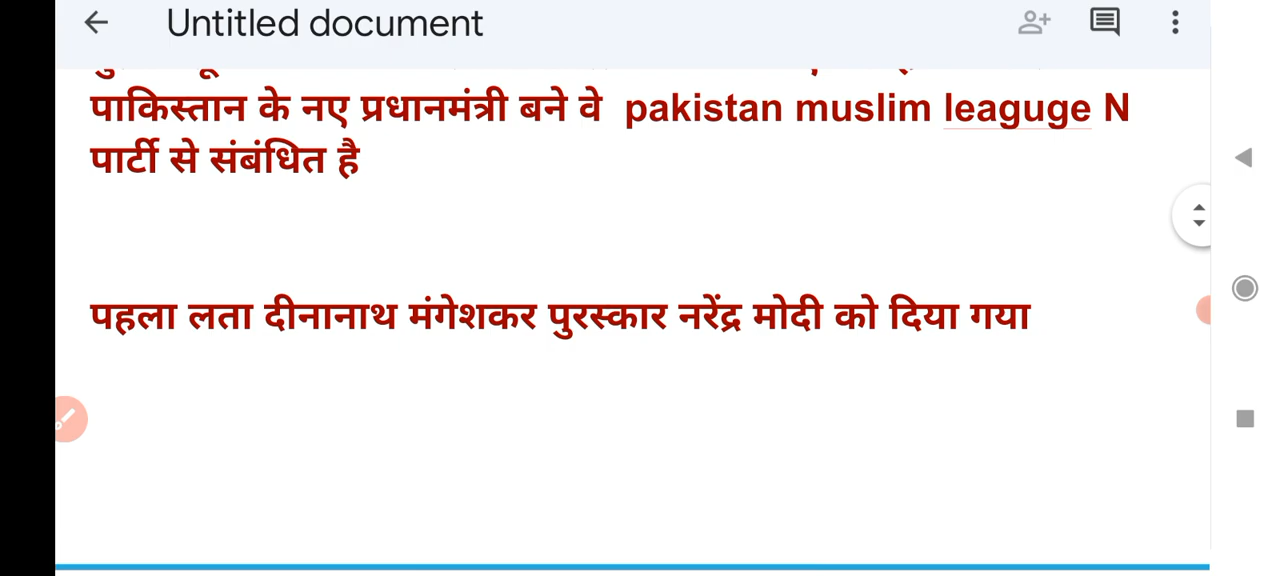 Untitled document
पाकिस्तान के नए प्रधानमंत्री बने वे pakistan muslim leaguge N
पार्टी से संबंधित है
पहला लता दीनानाथ मंगेशकर पुरस्कार नरेंद्र मोदी को दिया गया